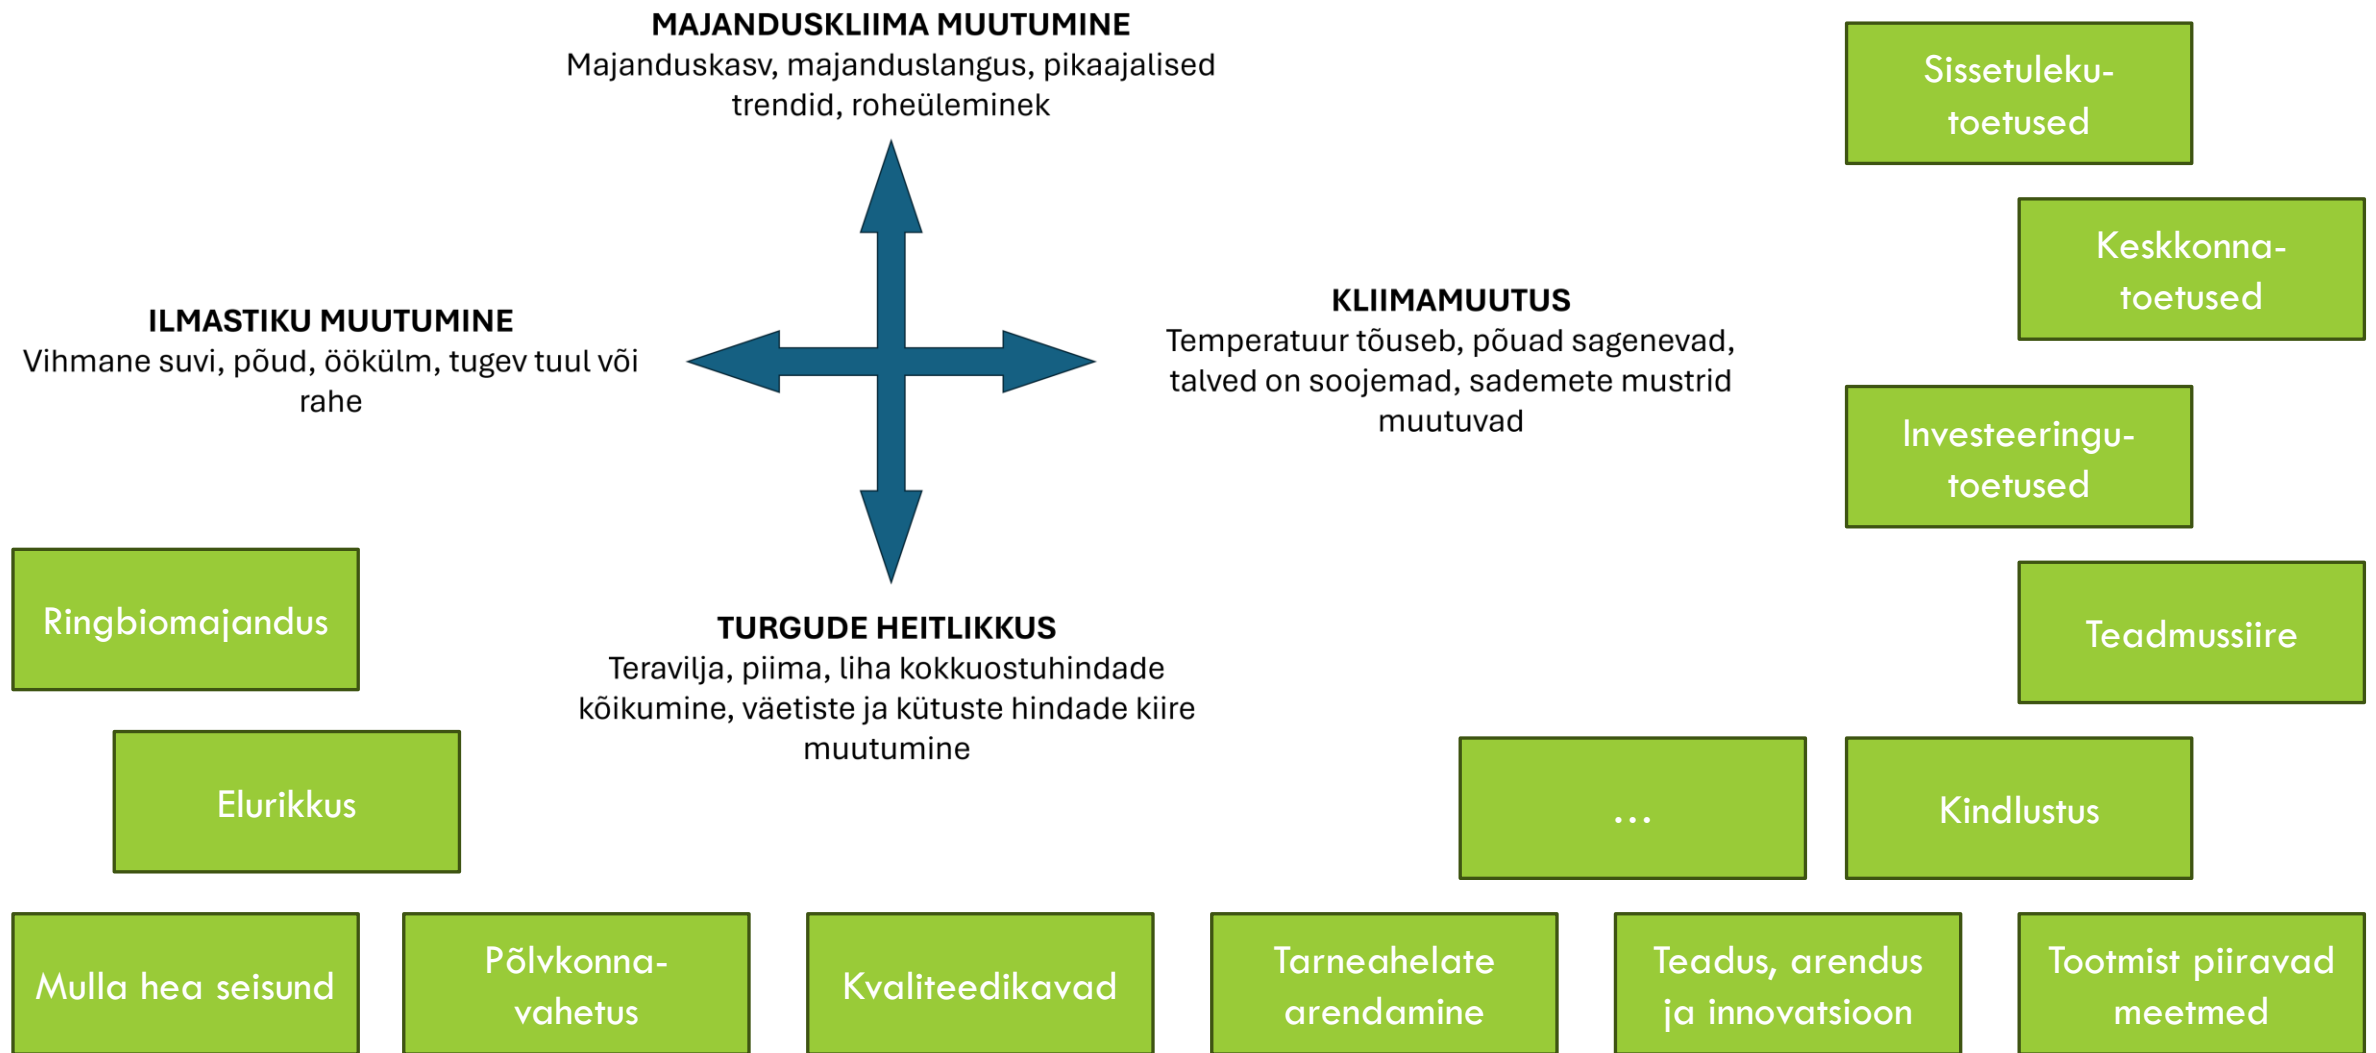 MAJANDUSKLIIMA MUUTUMINE
Majanduskasv, majanduslangus, pikaajalised
trendid, roheüleminek
ILMASTIKU MUUTUMINE
Vihmane suvi, põud, öökülm, tugev tuul või
rahe
KLIIMAMUUTUS
Temperatuur tõuseb, põuad sagenevad,
talved on soojemad, sademete mustrid
muutuvad
TURGUDE HEITLIKKUS
Teravilja, piima, liha kokkuostuhindade
kõikumine, väetiste ja kütuste hindade kiire
muutumine
Sissetuleku-
toetused
Keskkonna-
toetused
Investeeringu-
toetused
Teadmussiire
Kindlustus
...
Ringbiomajandus
Elurikkus
Mulla hea seisund
Põlvkonna-
vahetus
Kvaliteedikavad
Tarneahelate
arendamine
Teadus, arendus
ja innovatsioon
Tootmist piiravad
meetmed